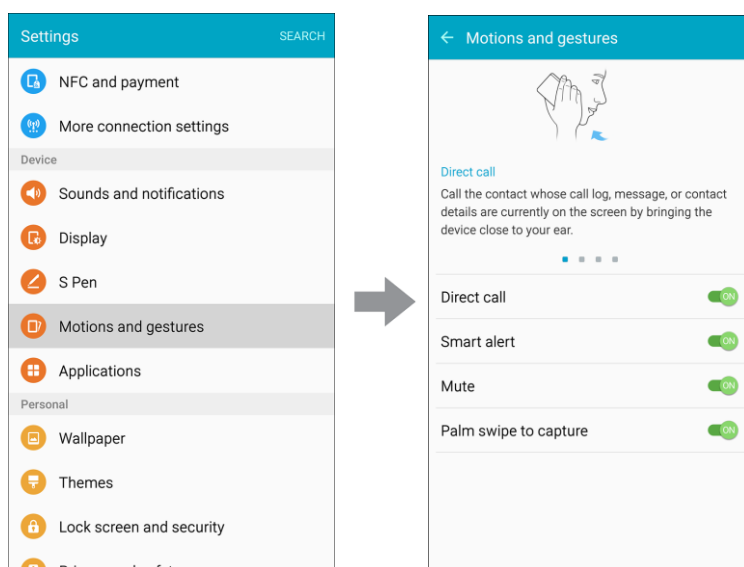 Settings
SEARCH
NFC and payment
More connection settings
Device
Sounds and notifications
Display
S Pen
Motions and gestures
Applications
Personal
Wallpaper
Themes
Lock screen and security
Motions and gestures
Direct call
Call the contact whose call log, message, or contact
details are currently on the screen by bringing the
device close to your ear.
Direct call
ON
Smart alert
ON
Mute
ON
Palm swipe to capture
ON